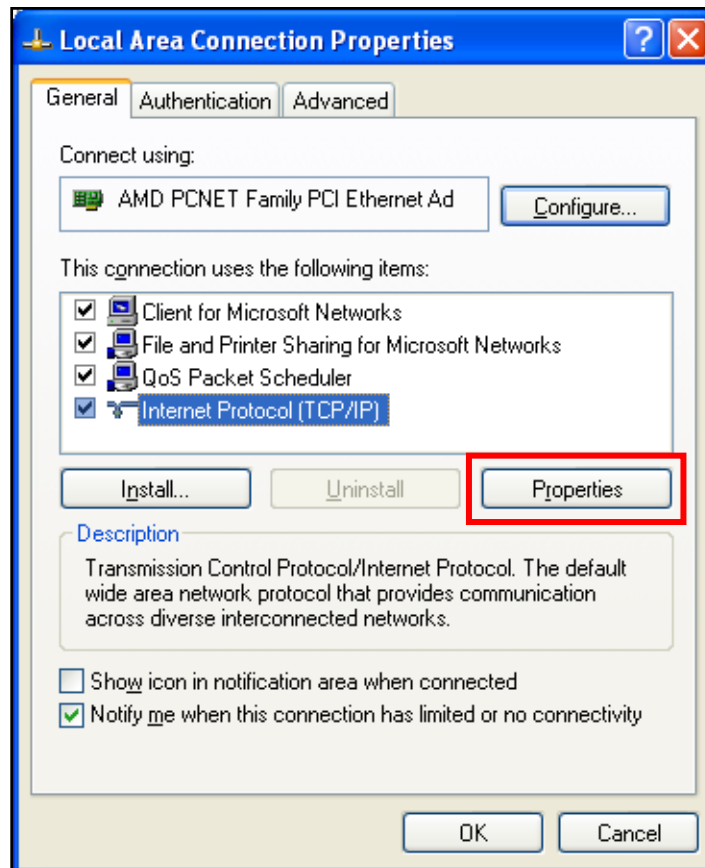 Local Area Connection Properties
General Authentication Advanced
Connect using:
AMD PCNET Family PCI Ethernet Ad
Configure...
This connection uses the following items:
Client for Microsoft Networks
File and Printer Sharing for Microsoft Networks
QoS Packet Scheduler
Internet Protocol (TCP/IP)
Install... Uninstall Properties
Description
Transmission Control Protocol/Internet Protocol. The default
wide area network protocol that provides communication
across diverse interconnected networks.
Show icon in notification area when connected
Notify me when this connection has limited or no connectivity
OK Cancel